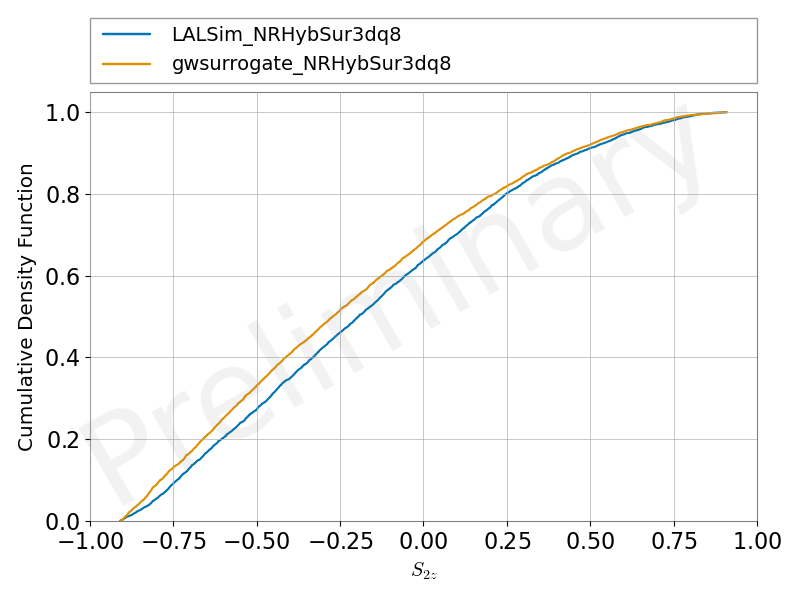 LALSim_NRHybSur3dq8
gwsurrogate_NRHybSur3dq8
Preliminary
Cumulative Density Function
1.0
0.8
0.6
0.4
0.2
0.0
−1.00 −0.75 −0.50 −0.25 0.00 0.25 0.50 0.75 1.00
S2z